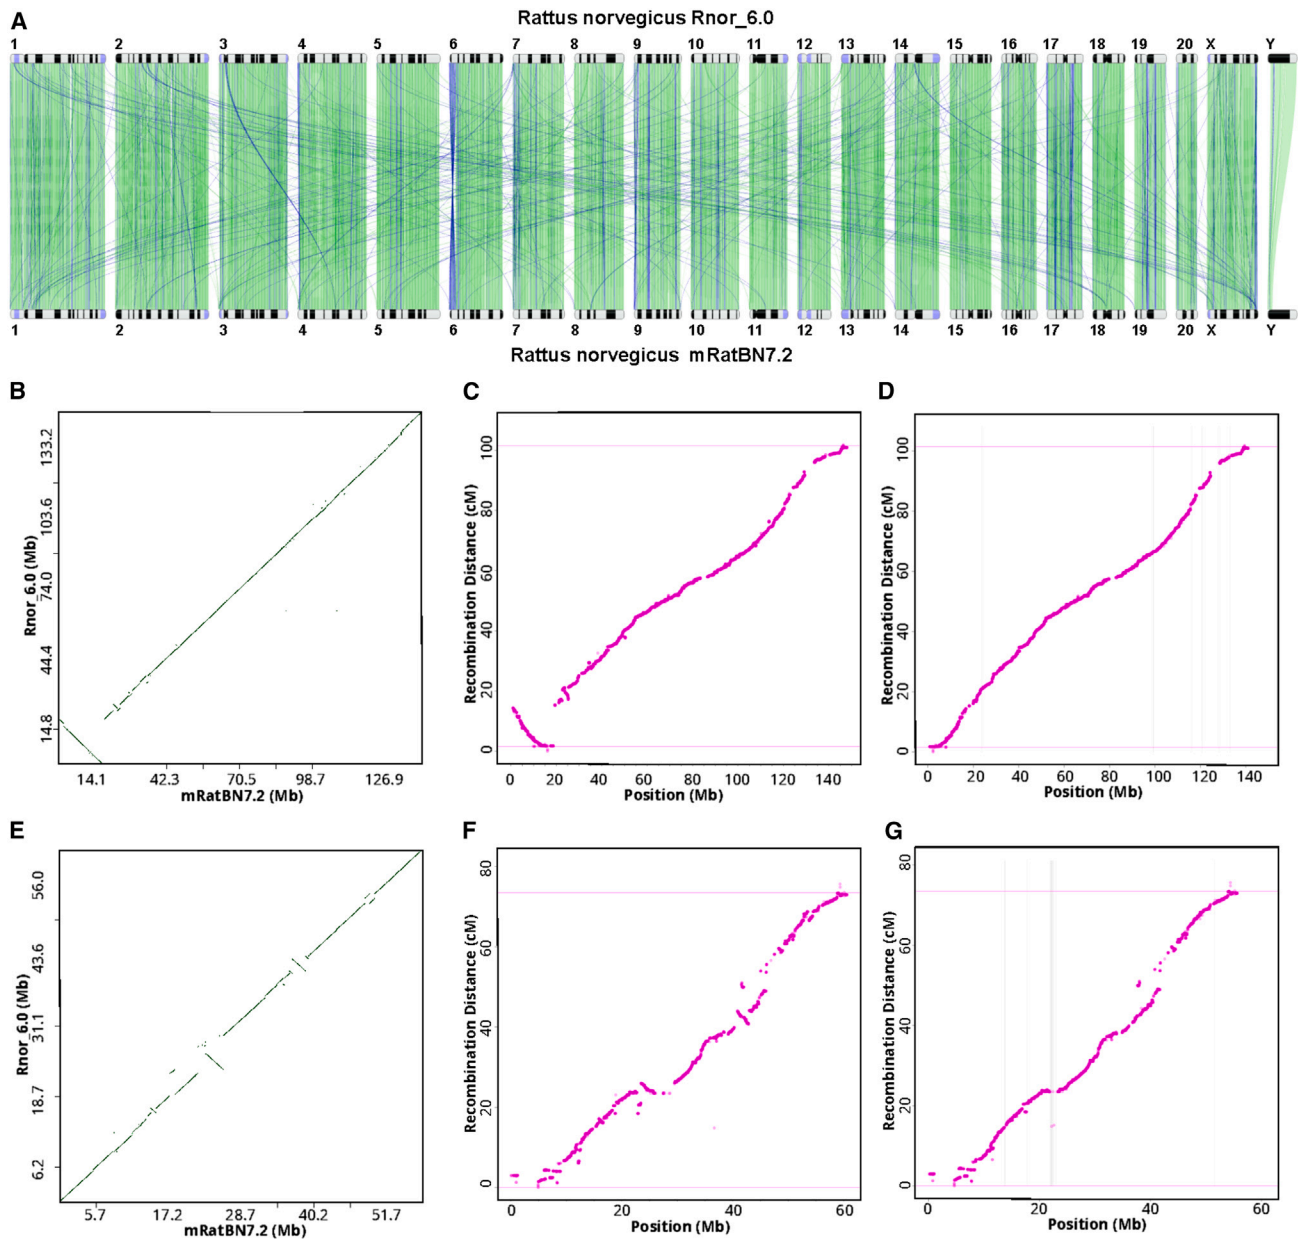 A
Rattus norvegicus Rnor_6.0
1 2 3 4 5 6 7 8 9 10 11 12 13 14 15 16 17 18 19 20 X Y
1 2 3 4 5 6 7 8 9 10 11 12 13 14 15 16 17 18 19 20 X Y
Rattus norvegicus mRatBN7.2
B
Rnor_6.0 (Mb)
133.2
103.6
74.0
44.4
14.8
14.1 42.3 70.5 98.7 126.9
mRatBN7.2 (Mb)
C
Recombination Distance (cM)
100
80
60
40
20
0
0 20 40 60 80 100 120 140
Position (Mb)
D
Recombination Distance (cM)
100
80
60
40
20
0
0 20 40 60 80 100 120 140
Position (Mb)
E
Rnor_6.0 (Mb)
56.0
43.6
31.1
18.7
6.2
5.7 17.2 28.7 40.2 51.7
mRatBN7.2 (Mb)
F
Recombination Distance (cM)
80
60
40
20
0
0 20 40 60
Position (Mb)
G
Recombination Distance (cM)
80
60
40
20
0
0 20 40 60
Position (Mb)